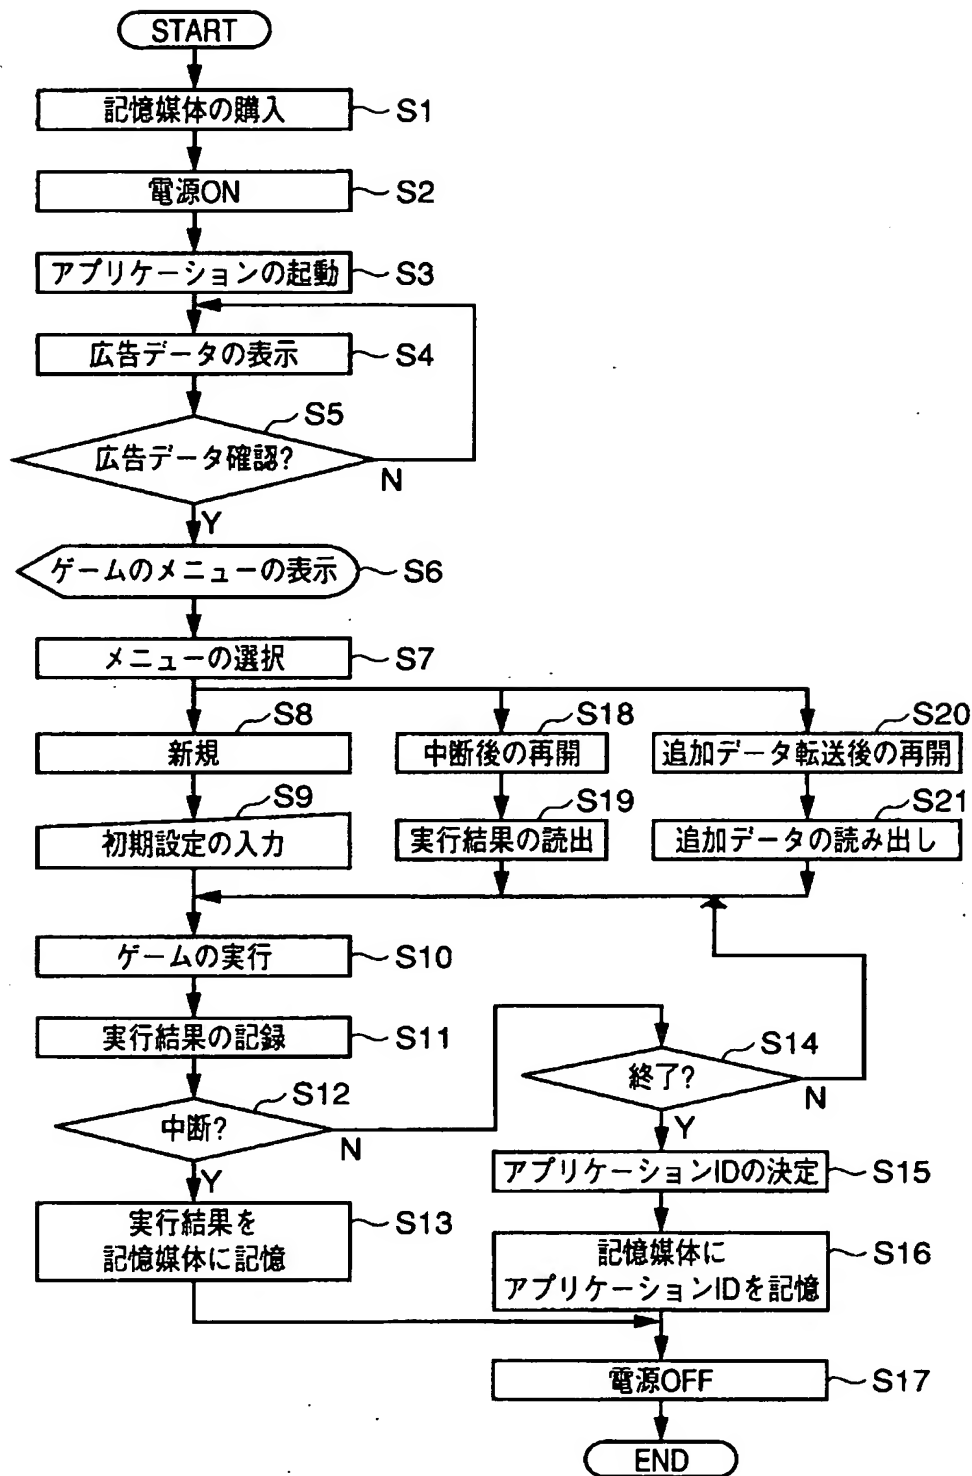 START
記憶媒体の購入 S1
電源ON S2
アプリケーションの起動 S3
広告データの表示 S4
S5
広告データ確認?
N
Y
ゲームのメニューの表示 S6
メニューの選択 S7
S8 S18 S20
新規 中断後の再開 追加データ転送後の再開
S9 S19 S21
初期設定の入力 実行結果の読出 追加データの読み出し
ゲームの実行 S10
実行結果の記録 S11
S12
中断?
N
Y
実行結果を
記憶媒体に記憶
S13
S14
終了?
N
Y
アプリケーションIDの決定 S15
記憶媒体に
アプリケーションIDを記憶
S16
電源OFF S17
END